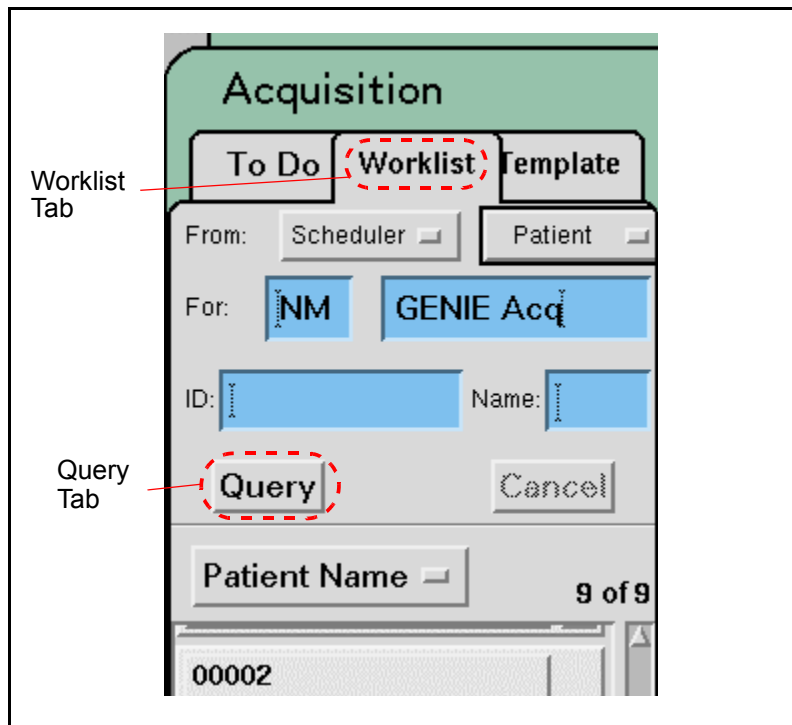 Acquisition
To Do Worklist Template
Worklist
Tab
From: Scheduler Patient
For: NM GENIE Acq
ID: Name:
Query
Tab
Query Cancel
Patient Name
9 of 9
00002